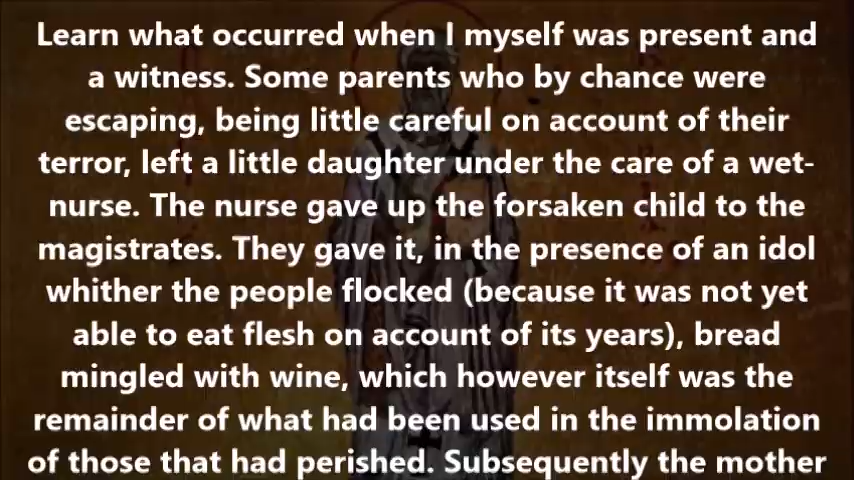 Learn what occurred when I myself was present and
a witness. Some parents who by chance were
escaping, being little careful on account of their
terror, left a little daughter under the care of a wet-
nurse. The nurse gave up the forsaken child to the
magistrates. They gave it, in the presence of an idol
whither the people flocked (because it was not yet
able to eat flesh on account of its years), bread
mingled with wine, which however itself was the
remainder of what had been used in the immolation
of those that had perished. Subsequently the mother